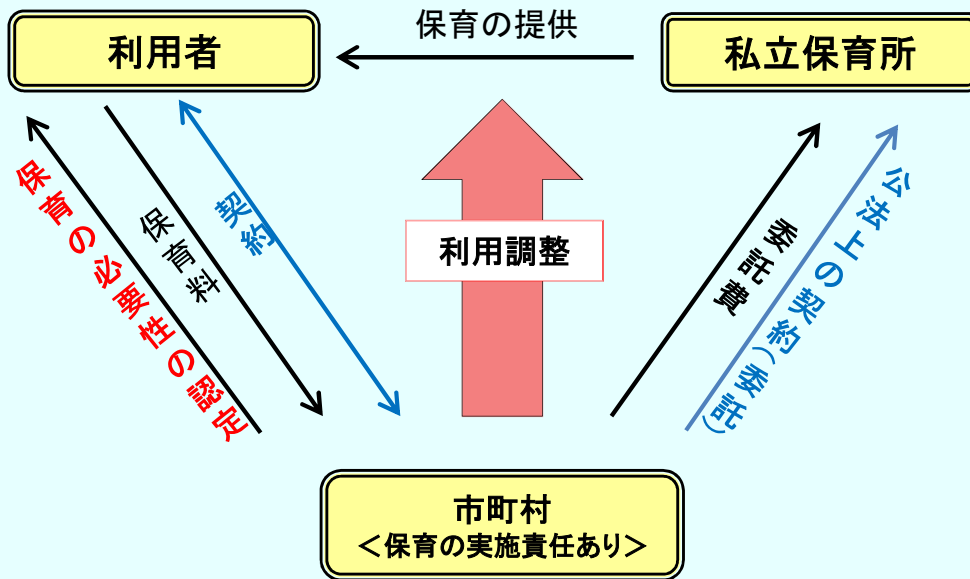 保育の提供
利用者
私立保育所
保育の必要性の認定
保育料
契約
利用調整
委託費
公法上の契約(委託)
市町村
<保育の実施責任あり>